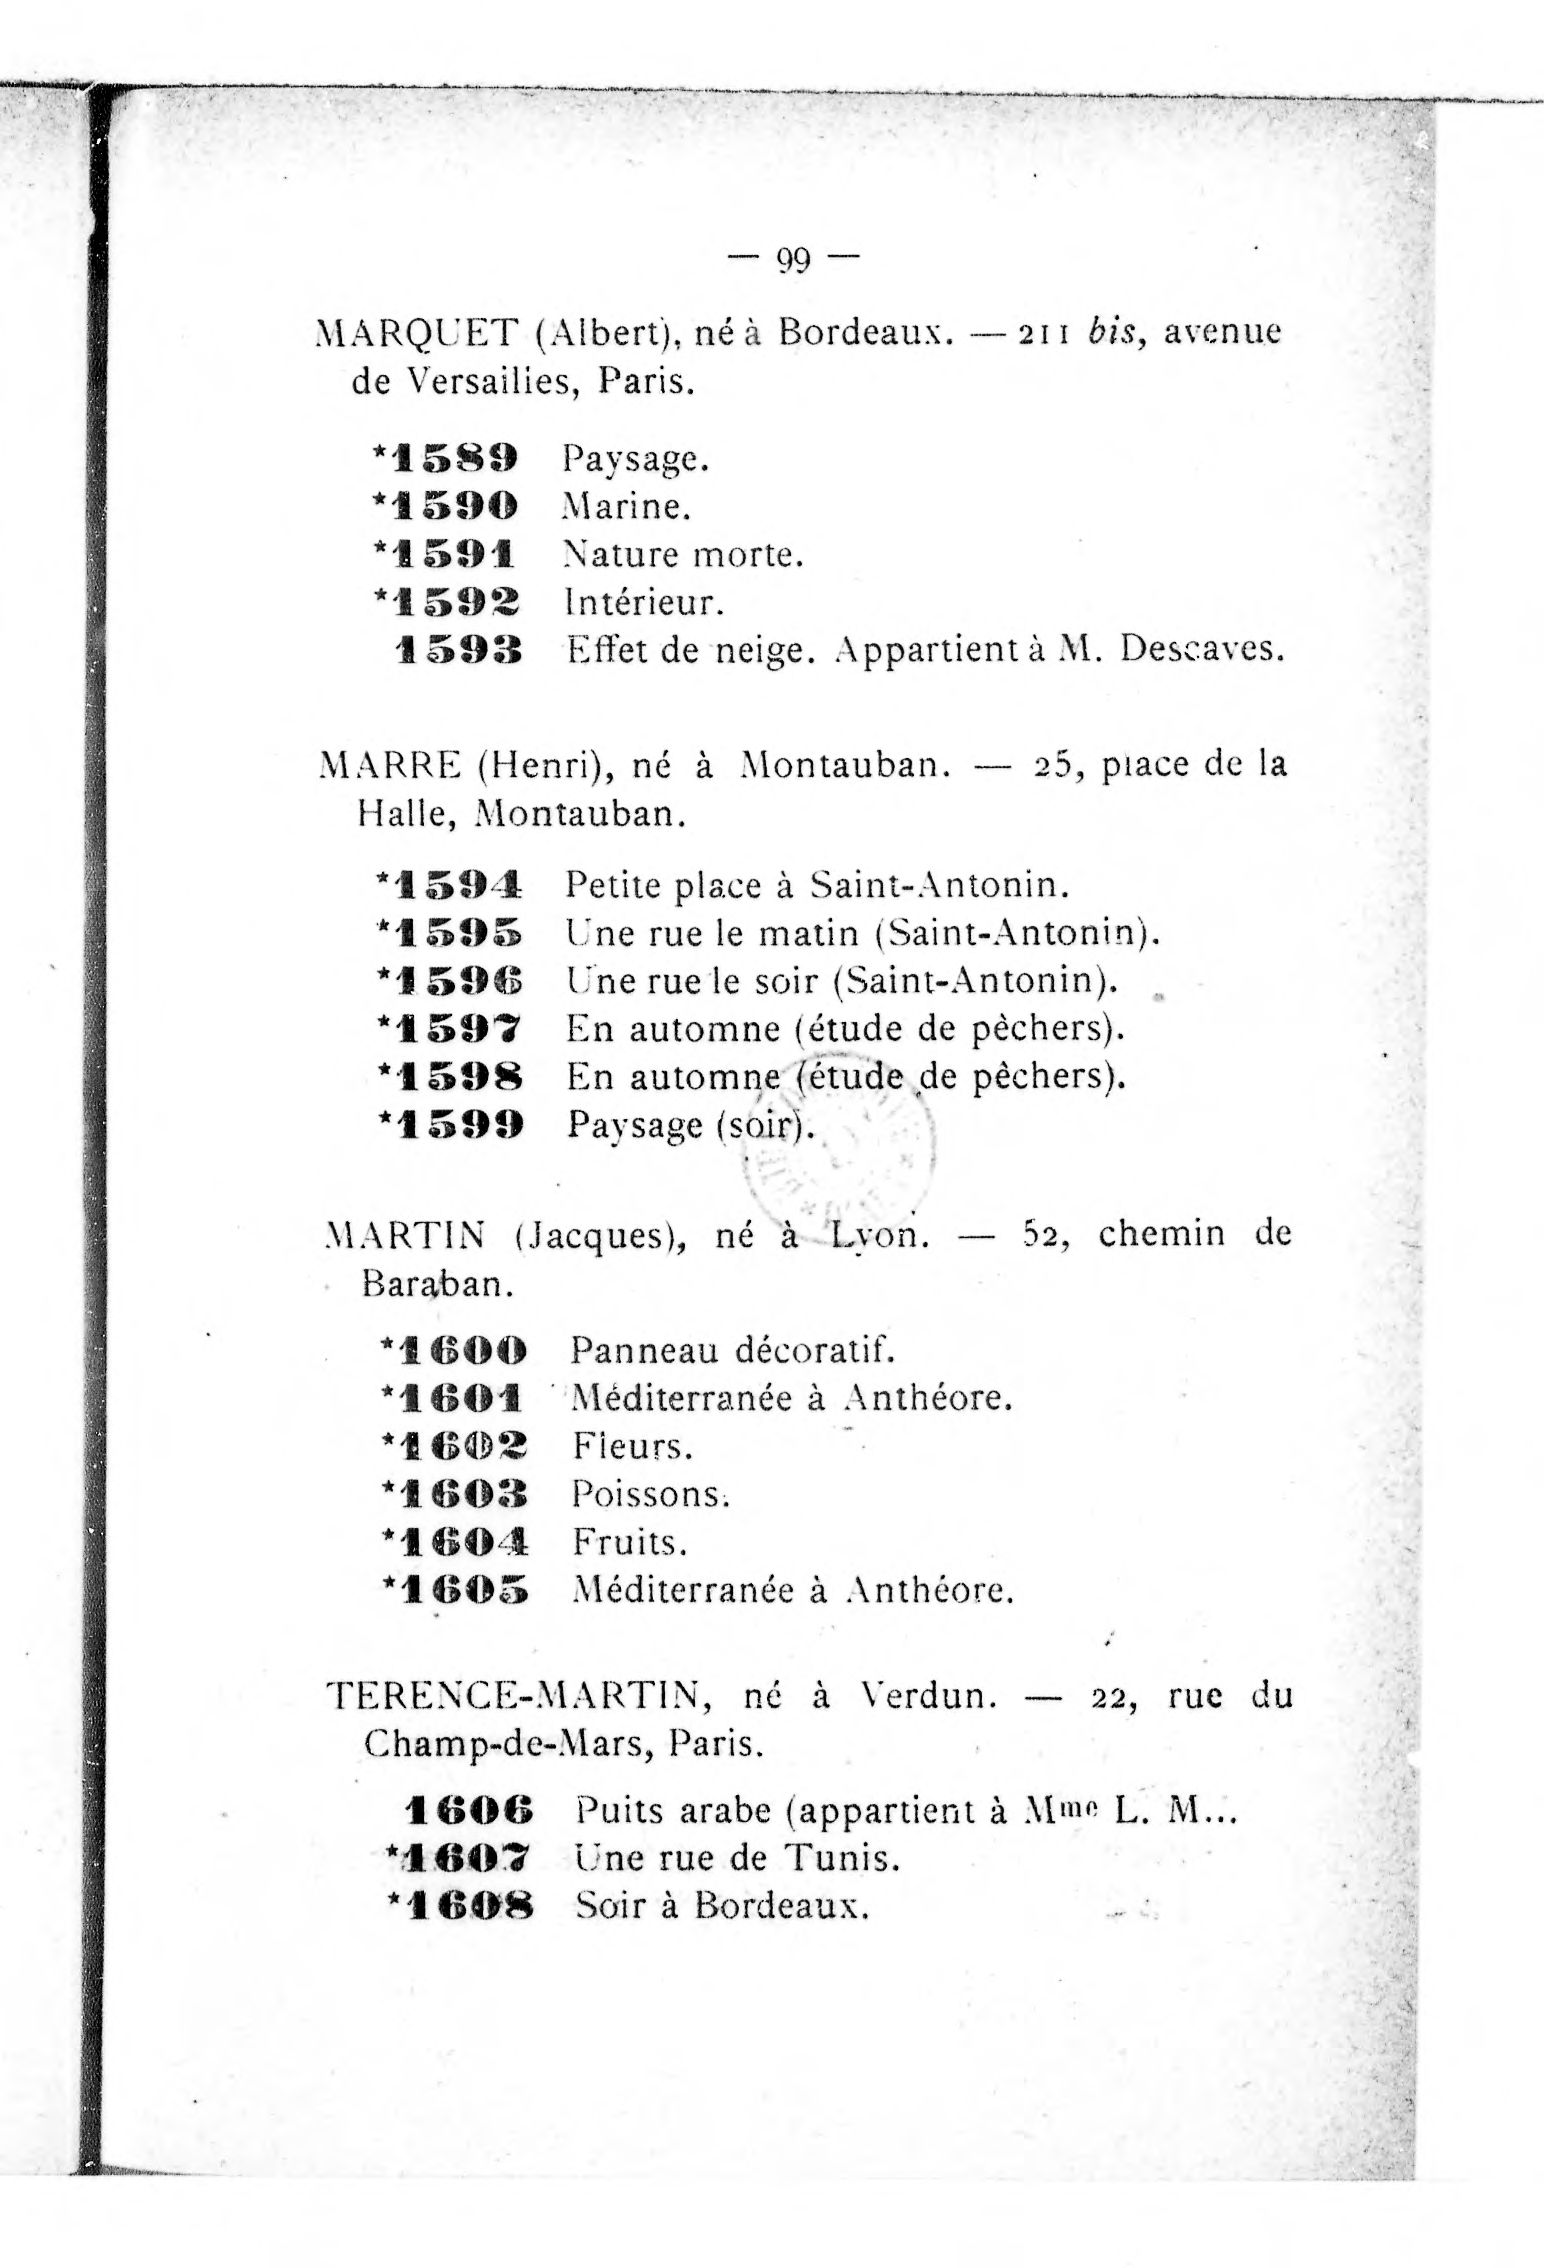 — 99 —
MARQUET (Albert), né à Bordeaux. — 211 bis, avenue
de Versailles, Paris.
*1589 Paysage.
*1590 Marine.
*1591 Nature morte.
*1592 Intérieur.
1593 Effet de neige. Appartient à M. Descaves.
MARRE (Henri), né à Montauban. — 25, place de la
Halle, Montauban.
*1594 Petite place à Saint-Antonin.
*1595 Une rue le matin (Saint-Antonin).
*1596 Une rue le soir (Saint-Antonin).
*1597 En automne (étude de pêchers).
*1598 En automne (étude de pêchers).
*1599 Paysage (soir).
MARTIN (Jacques), né à Lyon. — 52, chemin de
Baraban.
*1600 Panneau décoratif.
*1601 Méditerranée à Anthéore.
*1602 Fleurs.
*1603 Poissons.
*1604 Fruits.
*1605 Méditerranée à Anthéore.
TERENCE-MARTIN, né à Verdun. — 22, rue du
Champ-de-Mars, Paris.
1606 Puits arabe (appartient à Mme L. M...
*1607 Une rue de Tunis.
*1608 Soir à Bordeaux.